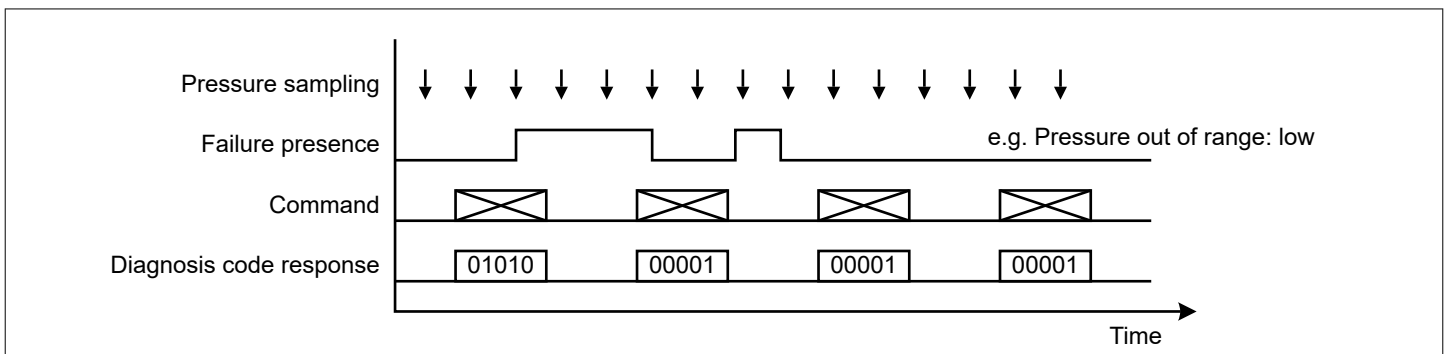 Pressure sampling
Failure presence
e.g. Pressure out of range: low
Command
Diagnosis code response
01010
00001
00001
00001
Time